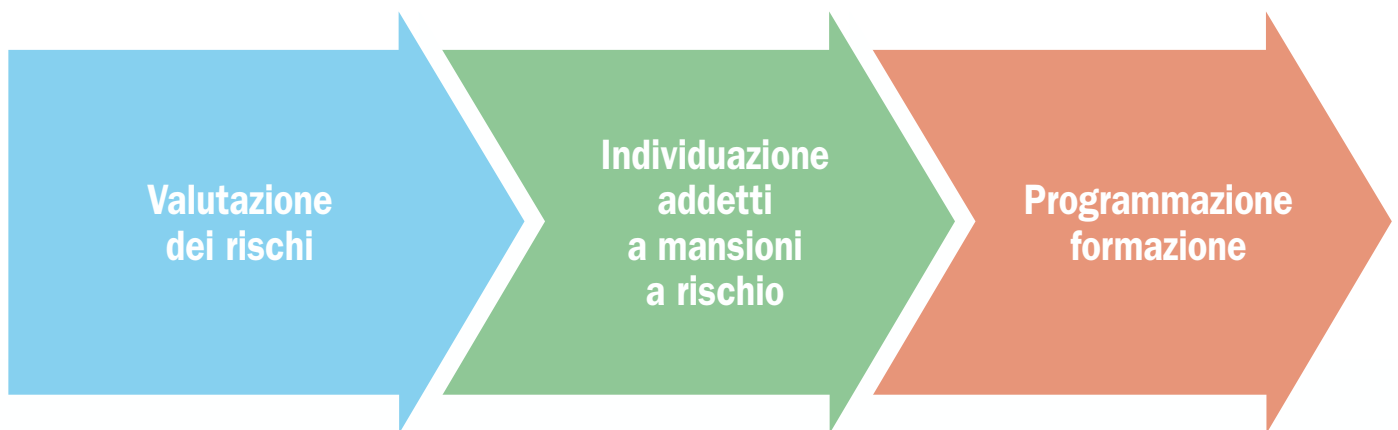 Valutazione
dei rischi
Individuazione
addetti
a mansioni
a rischio
Programmazione
formazione